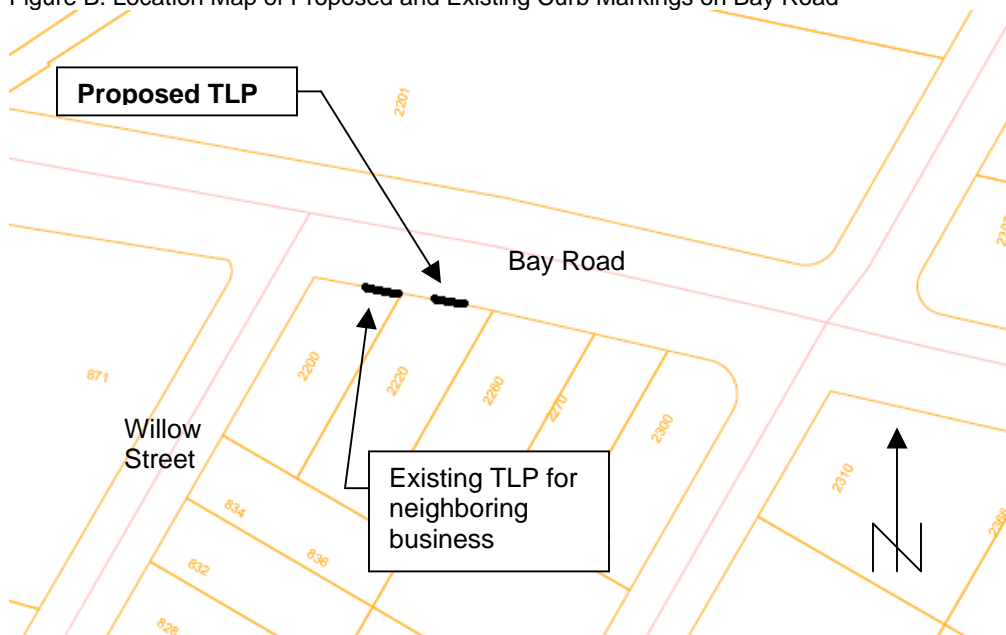 Figure B: Location Map of Proposed and Existing Curb Markings on Bay Road
Proposed TLP
2201
Bay Road
871
2200
2220
2260
2270
2300
Willow
Street
Existing TLP for
neighboring
business
2310
834
836
832
828
N